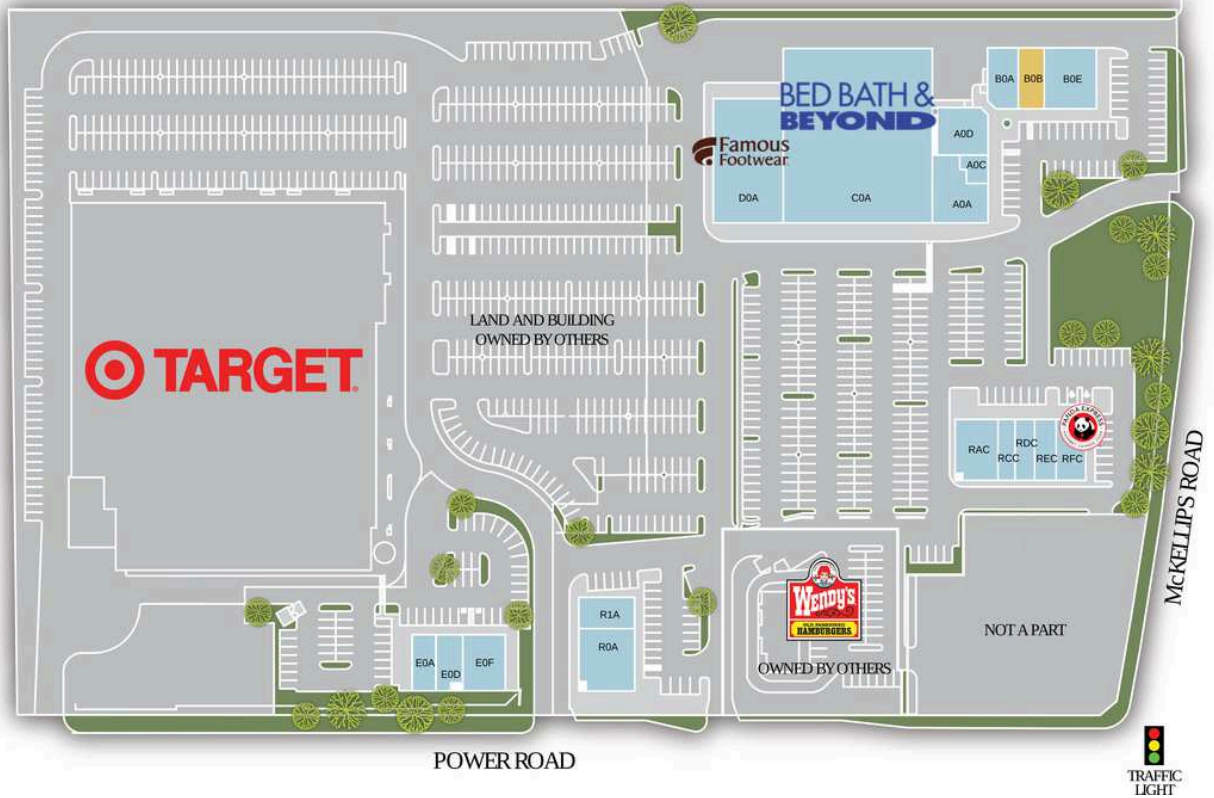 B0A
B0B
B0E
BED BATH &
BEYOND
A0D
Famous
Footwear
A0C
D0A
C0A
A0A
LAND AND BUILDING
OWNED BY OTHERS
TARGET
PANDA EXPRESS
RAC
RCC
RDC
REC
RFC
McKELLIPS ROAD
WENDY'S
OLD FASHIONED
HAMBURGERS
R1A
R0A
NOT A PART
E0A
E0D
E0F
OWNED BY OTHERS
POWER ROAD
TRAFFIC
LIGHT